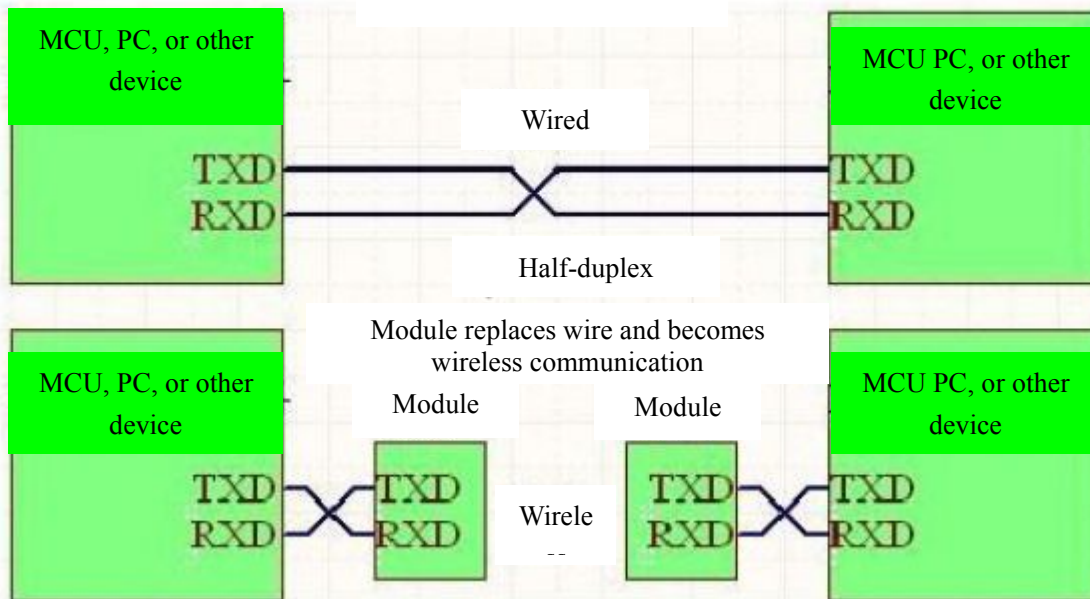 MCU, PC, or other
device
MCU PC, or other
device
Wired
TXD
TXD
RXD
RXD
Half-duplex
Module replaces wire and becomes
wireless communication
MCU, PC, or other
device
Module
Module
MCU PC, or other
device
TXD
TXD
TXD
TXD
RXD
RXD
Wirele
RXD
RXD